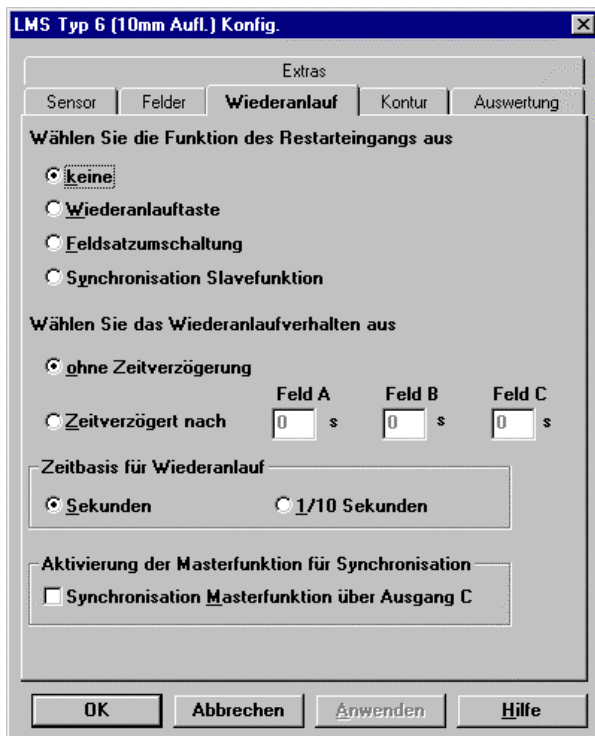 LMS Typ 6 (10mm Aufl.) Konfig.
Extras
Sensor Felder Wiederanlauf Kontur Auswertung
Wählen Sie die Funktion des Restarteingangs aus
keine
Wiederanlauftaste
Feldsatzumschaltung
Synchronisation Slavefunktion
Wählen Sie das Wiederanlaufverhalten aus
ohne Zeitverzögerung
Feld A Feld B Feld C
Zeitverzögert nach 0 s 0 s 0 s
Zeitbasis für Wiederanlauf
Sekunden 1/10 Sekunden
Aktivierung der Masterfunktion für Synchronisation
Synchronisation Masterfunktion über Ausgang C
OK Abbrechen Anwenden Hilfe